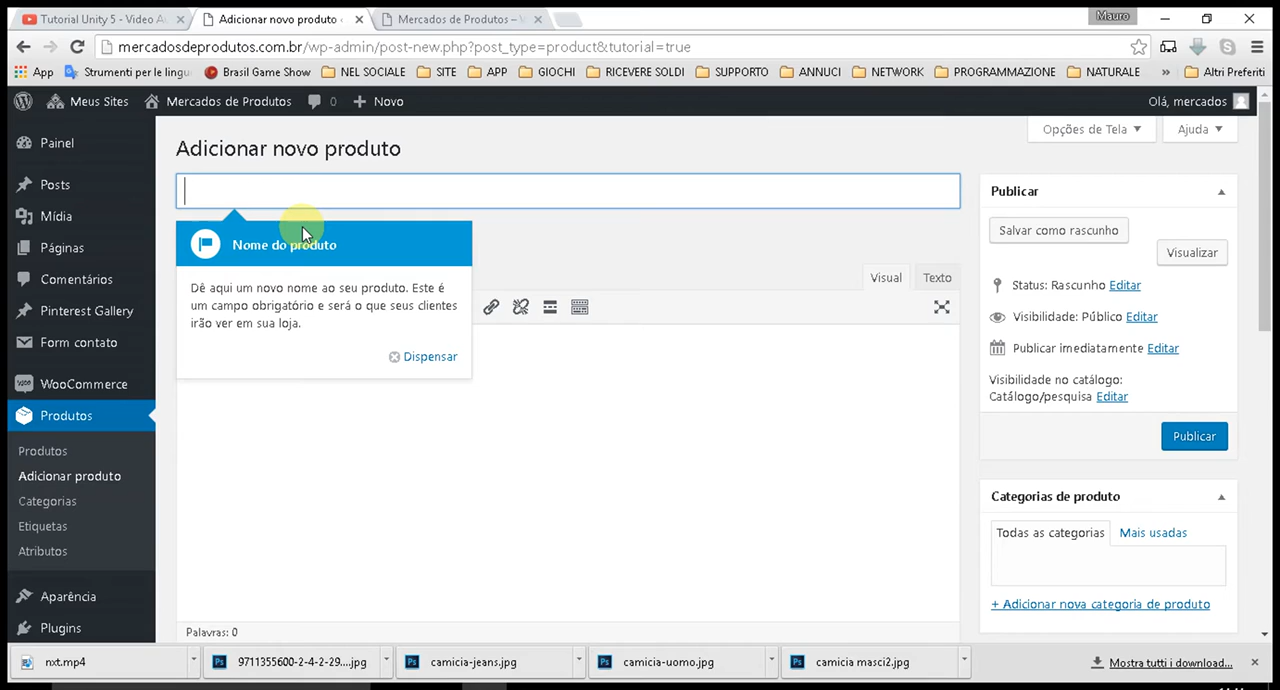 Tutorial Unity 5 - Video A
Adicionar novo produto
Mercados de Produtos –
Mauro
mercadosdeprodutos.com.br/wp-admin/post-new.php?post_type=product&tutorial=true
App
Strumenti per le lingu
Brasil Game Show
NEL SOCIALE
SITE
APP
GIOCHI
RICEVERE SOLDI
SUPPORTO
ANNUCI
NETWORK
PROGRAMMAZIONE
NATURALE
»
Altri Preferiti
Meus Sites
Mercados de Produtos
0
+ Novo
Olá, mercados
Opções de Tela
Ajuda
Painel
Posts
Mídia
Páginas
Comentários
Pinterest Gallery
Form contato
WooCommerce
Produtos
Produtos
Adicionar produto
Categorias
Etiquetas
Atributos
Aparência
Plugins
Adicionar novo produto
Nome do produto
Dê aqui um novo nome ao seu produto. Este é
um campo obrigatório e será o que seus clientes
irão ver em sua loja.
Dispensar
Visual
Texto
Palavras: 0
Publicar
Salvar como rascunho
Visualizar
Status: Rascunho Editar
Visibilidade: Público Editar
Publicar imediatamente Editar
Visibilidade no catálogo:
Catálogo/pesquisa Editar
Publicar
Categorias de produto
Todas as categorias
Mais usadas
+ Adicionar nova categoria de produto
nxt.mp4
9711355600-2-4-2-29....jpg
camicia-jeans.jpg
camicia-uomo.jpg
camicia masci2.jpg
Mostra tutti i download...